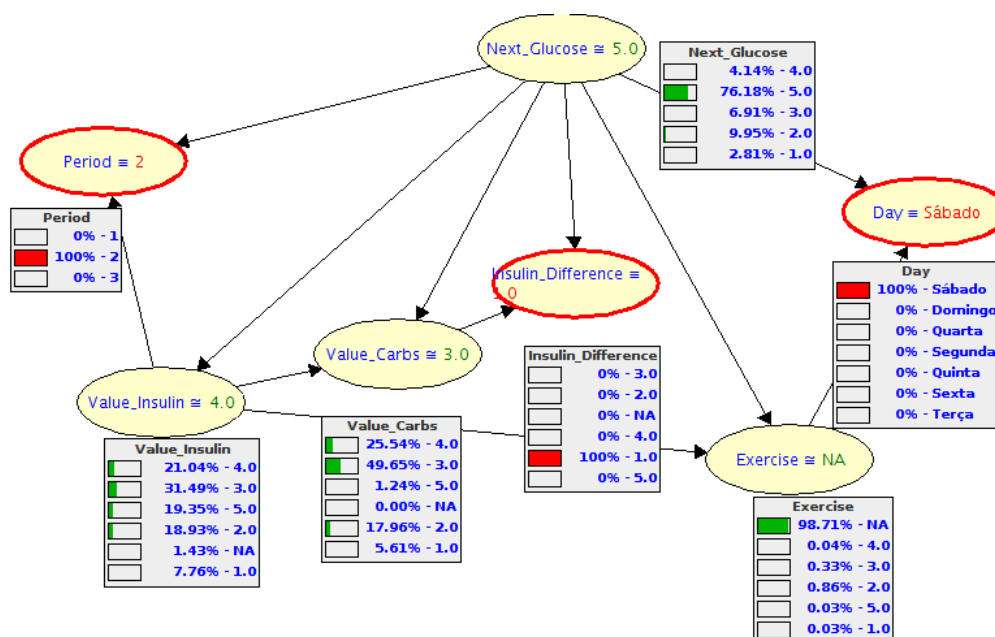 Next_Glucose ≅ 5.0
Next_Glucose
4.14% - 4.0
76.18% - 5.0
6.91% - 3.0
9.95% - 2.0
2.81% - 1.0
Period ≡ 2
Period
0% - 1
100% - 2
0% - 3
Day ≡ Sábado
Day
100% - Sábado
0% - Domingo
0% - Quarta
0% - Segunda
0% - Quinta
0% - Sexta
0% - Terça
Insulin_Difference ≡
Insulin_Difference
0% - 3.0
0% - 2.0
0% - NA
0% - 4.0
100% - 1.0
0% - 5.0
Value_Carbs ≅ 3.0
Value_Carbs
25.54% - 4.0
49.65% - 3.0
1.24% - 5.0
0.00% - NA
17.96% - 2.0
5.61% - 1.0
Value_Insulin ≅ 4.0
Value_Insulin
21.04% - 4.0
31.49% - 3.0
19.35% - 5.0
18.93% - 2.0
1.43% - NA
7.76% - 1.0
Exercise ≅ NA
Exercise
98.71% - NA
0.04% - 4.0
0.33% - 3.0
0.86% - 2.0
0.03% - 5.0
0.03% - 1.0